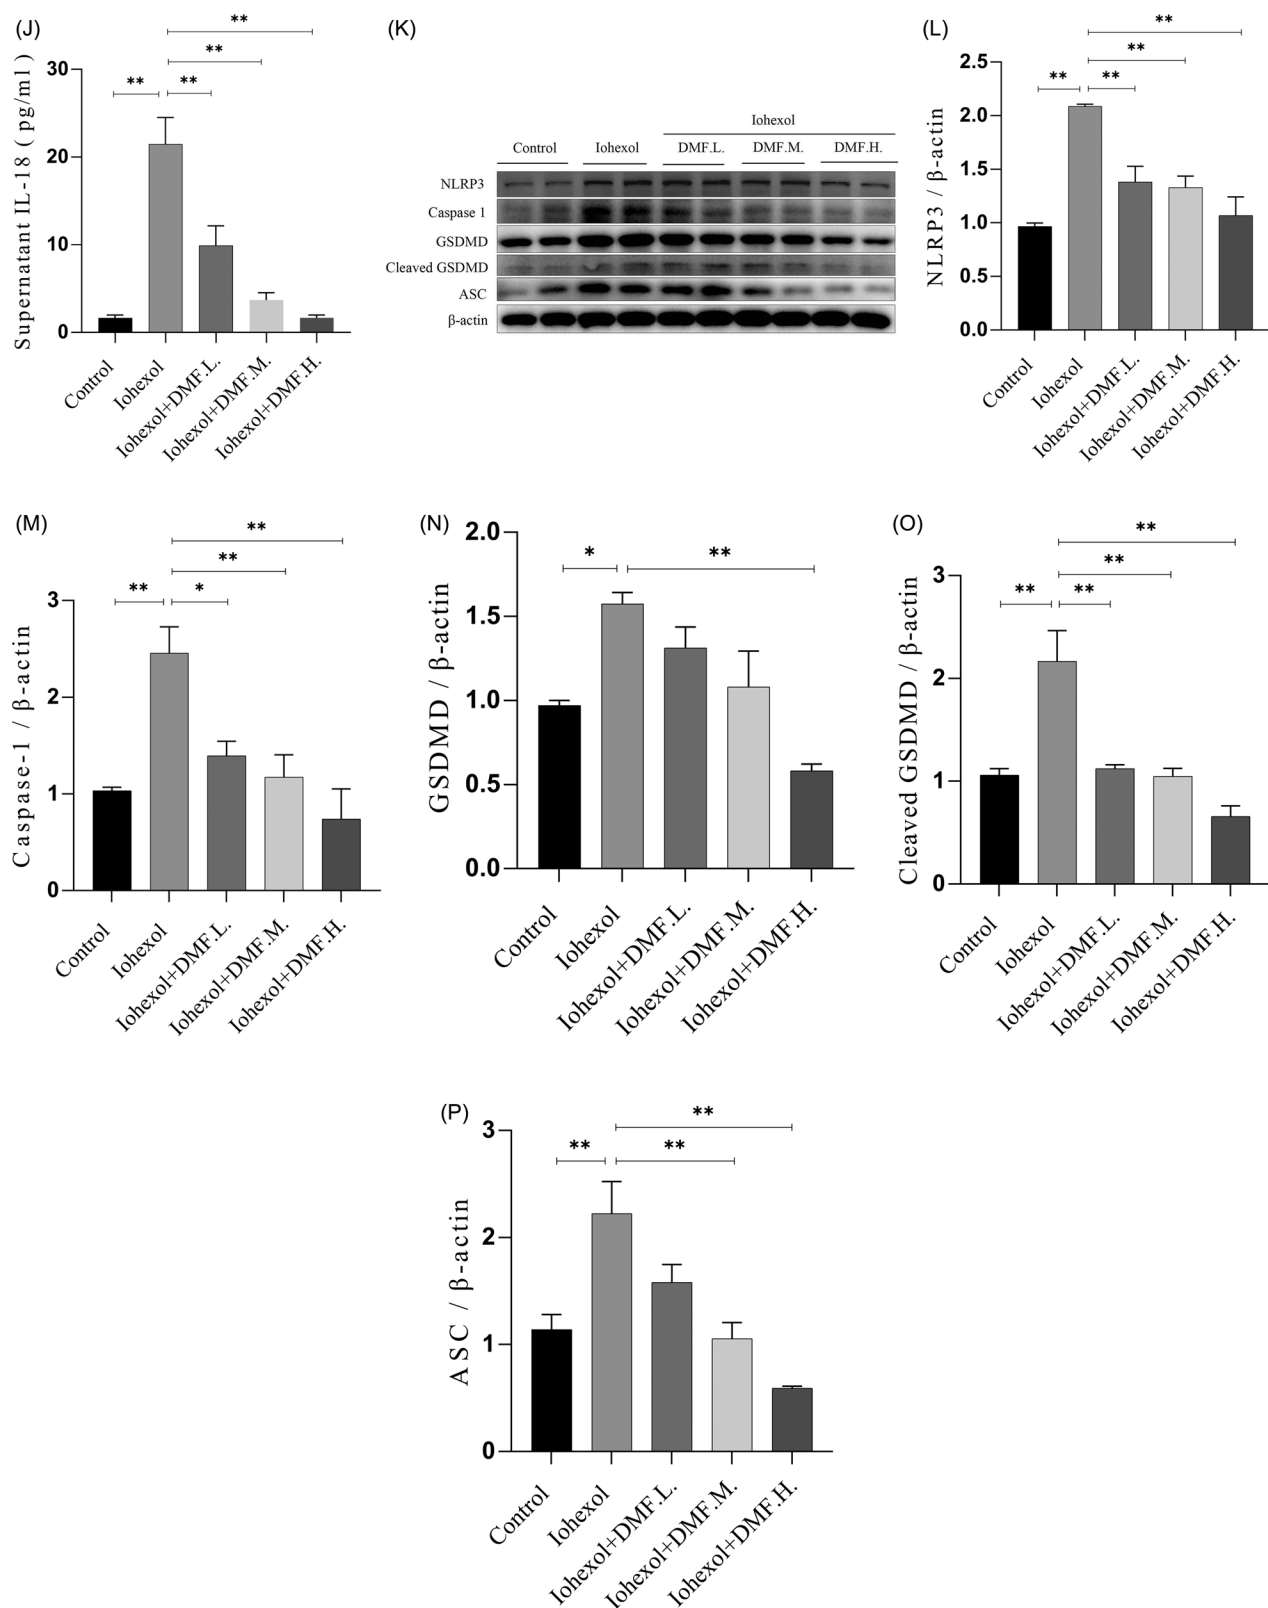 (J)
Supernatant IL-18 ( pg/ml )
30
20
10
0
**
**
**
**
Control
Iohexol
Iohexol+DMF.L.
Iohexol+DMF.M.
Iohexol+DMF.H.
(K)
Iohexol
Control Iohexol DMF.L. DMF.M. DMF.H.
NLRP3
Caspase 1
GSDMD
Cleaved GSDMD
ASC
β-actin
(L)
NLRP3 / β-actin
2.5
2.0
1.5
1.0
0.5
0.0
**
**
**
**
Control
Iohexol
Iohexol+DMF.L.
Iohexol+DMF.M.
Iohexol+DMF.H.
(M)
Caspase-1 / β-actin
3
2
1
0
**
**
**
*
Control
Iohexol
Iohexol+DMF.L.
Iohexol+DMF.M.
Iohexol+DMF.H.
(N)
GSDMD / β-actin
2.0
1.5
1.0
0.5
0.0
*
**
Control
Iohexol
Iohexol+DMF.L.
Iohexol+DMF.M.
Iohexol+DMF.H.
(O)
Cleaved GSDMD / β-actin
3
2
1
0
**
**
**
**
Control
Iohexol
Iohexol+DMF.L.
Iohexol+DMF.M.
Iohexol+DMF.H.
(P)
ASC / β-actin
3
2
1
0
**
**
**
Control
Iohexol
Iohexol+DMF.L.
Iohexol+DMF.M.
Iohexol+DMF.H.